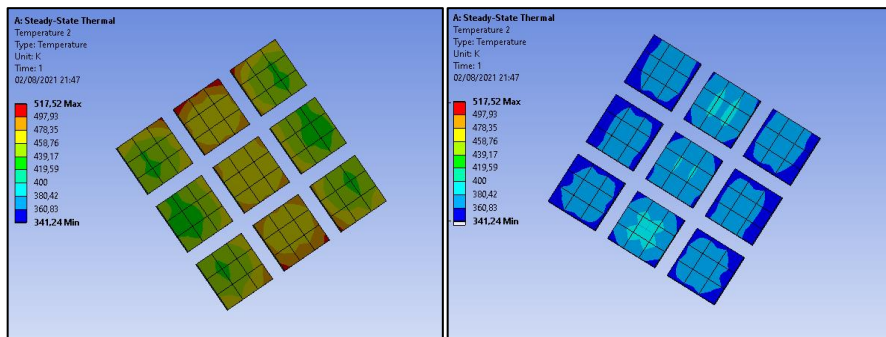 A: Steady-State Thermal
Temperature 2
Type: Temperature
Unit: K
Time: 1
02/08/2021 21:47
517,52 Max
497,93
478,35
458,76
439,17
419,59
400
380,42
360,83
341,24 Min
A: Steady-State Thermal
Temperature 2
Type: Temperature
Unit: K
Time: 1
02/08/2021 21:47
517,52 Max
497,93
478,35
458,76
439,17
419,59
400
380,42
360,83
341,24 Min